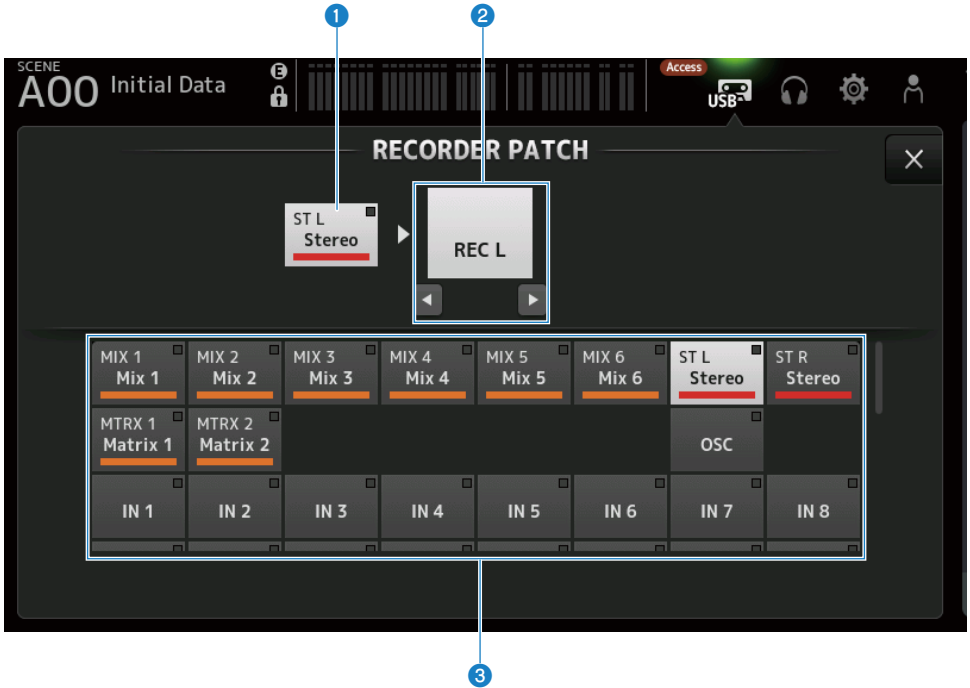 1 2
SCENE
A00 Initial Data E
Access
USB
RECORDER PATCH
ST L
Stereo
REC L
MIX 1 MIX 2 MIX 3 MIX 4 MIX 5 MIX 6 ST L ST R
Mix 1 Mix 2 Mix 3 Mix 4 Mix 5 Mix 6 Stereo Stereo
MTRX 1 MTRX 2
Matrix 1 Matrix 2 OSC
IN 1 IN 2 IN 3 IN 4 IN 5 IN 6 IN 7 IN 8
3